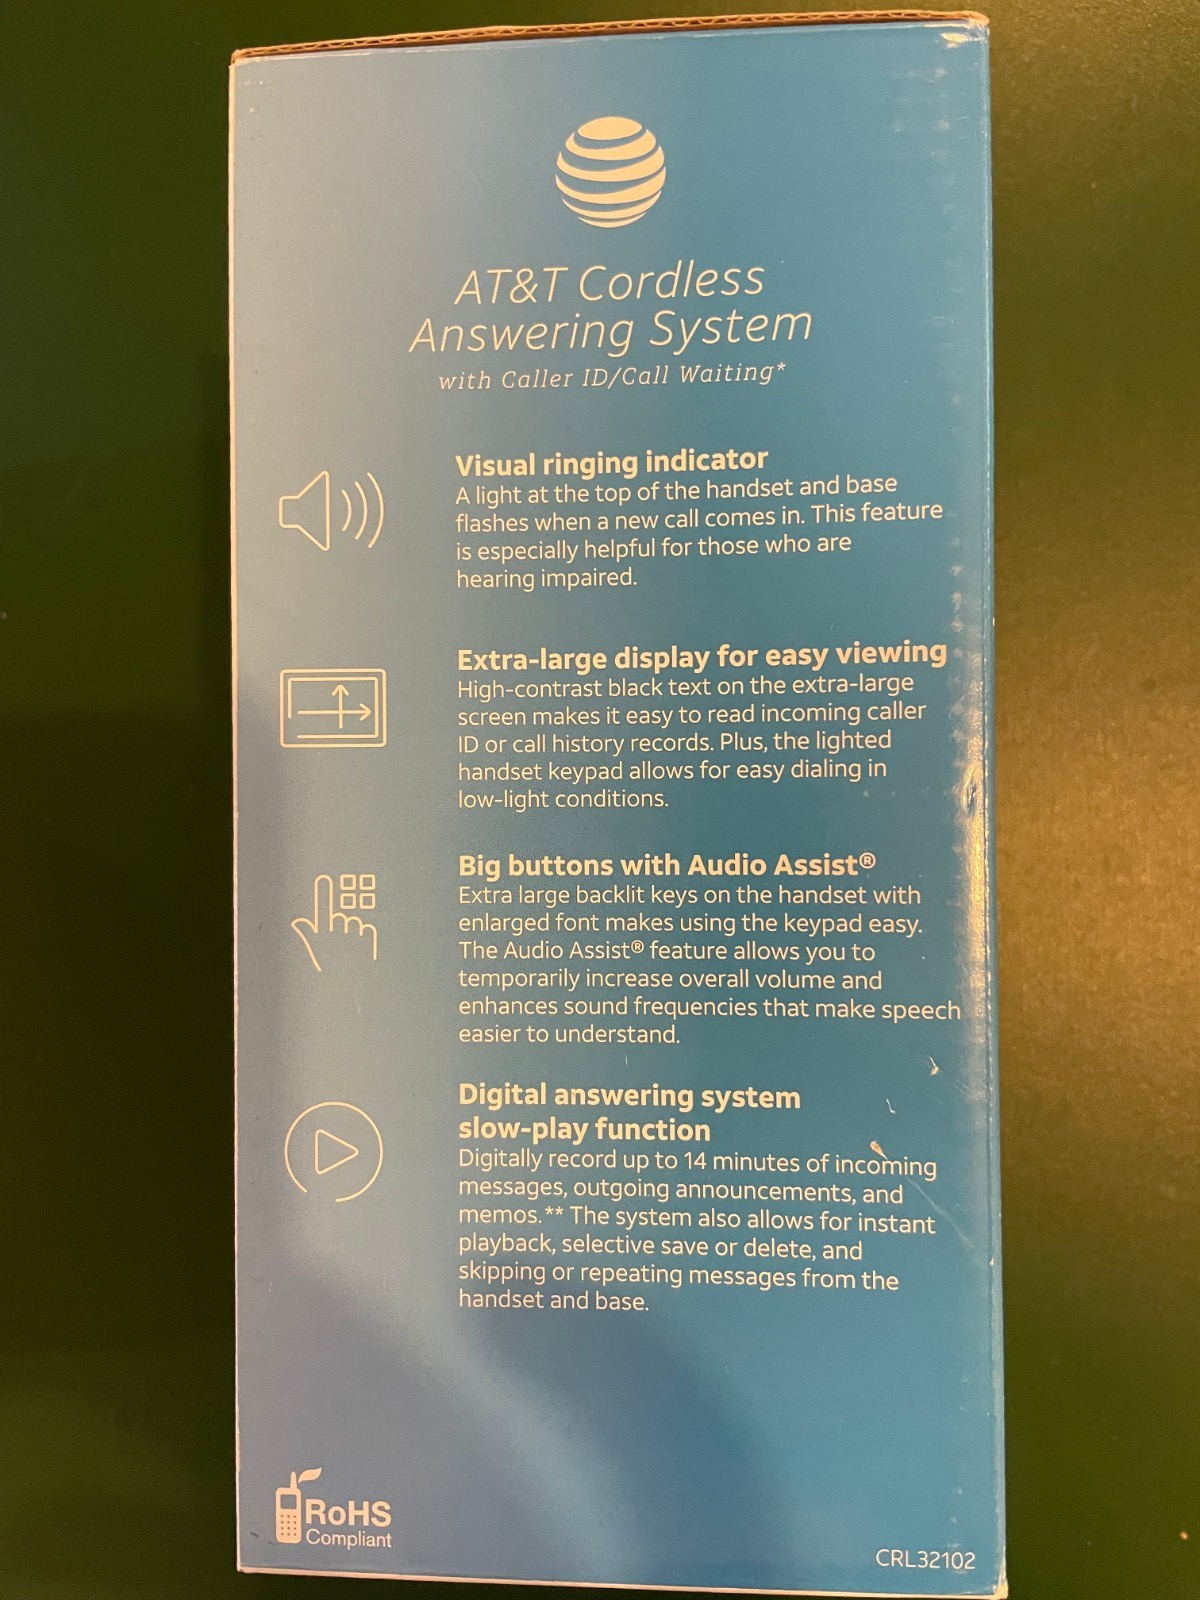 AT&T Cordless
Answering System
with Caller ID/Call Waiting*
Visual ringing indicator
A light at the top of the handset and base
flashes when a new call comes in. This feature
is especially helpful for those who are
hearing impaired.
Extra-large display for easy viewing
High-contrast black text on the extra-large
screen makes it easy to read incoming caller
ID or call history records. Plus, the lighted
handset keypad allows for easy dialing in
low-light conditions.
Big buttons with Audio Assist®
Extra large backlit keys on the handset with
enlarged font makes using the keypad easy.
The Audio Assist® feature allows you to
temporarily increase overall volume and
enhances sound frequencies that make speech
easier to understand.
Digital answering system
slow-play function
Digitally record up to 14 minutes of incoming
messages, outgoing announcements, and
memos.** The system also allows for instant
playback, selective save or delete, and
skipping or repeating messages from the
handset and base.
RoHS
Compliant
CRL32102